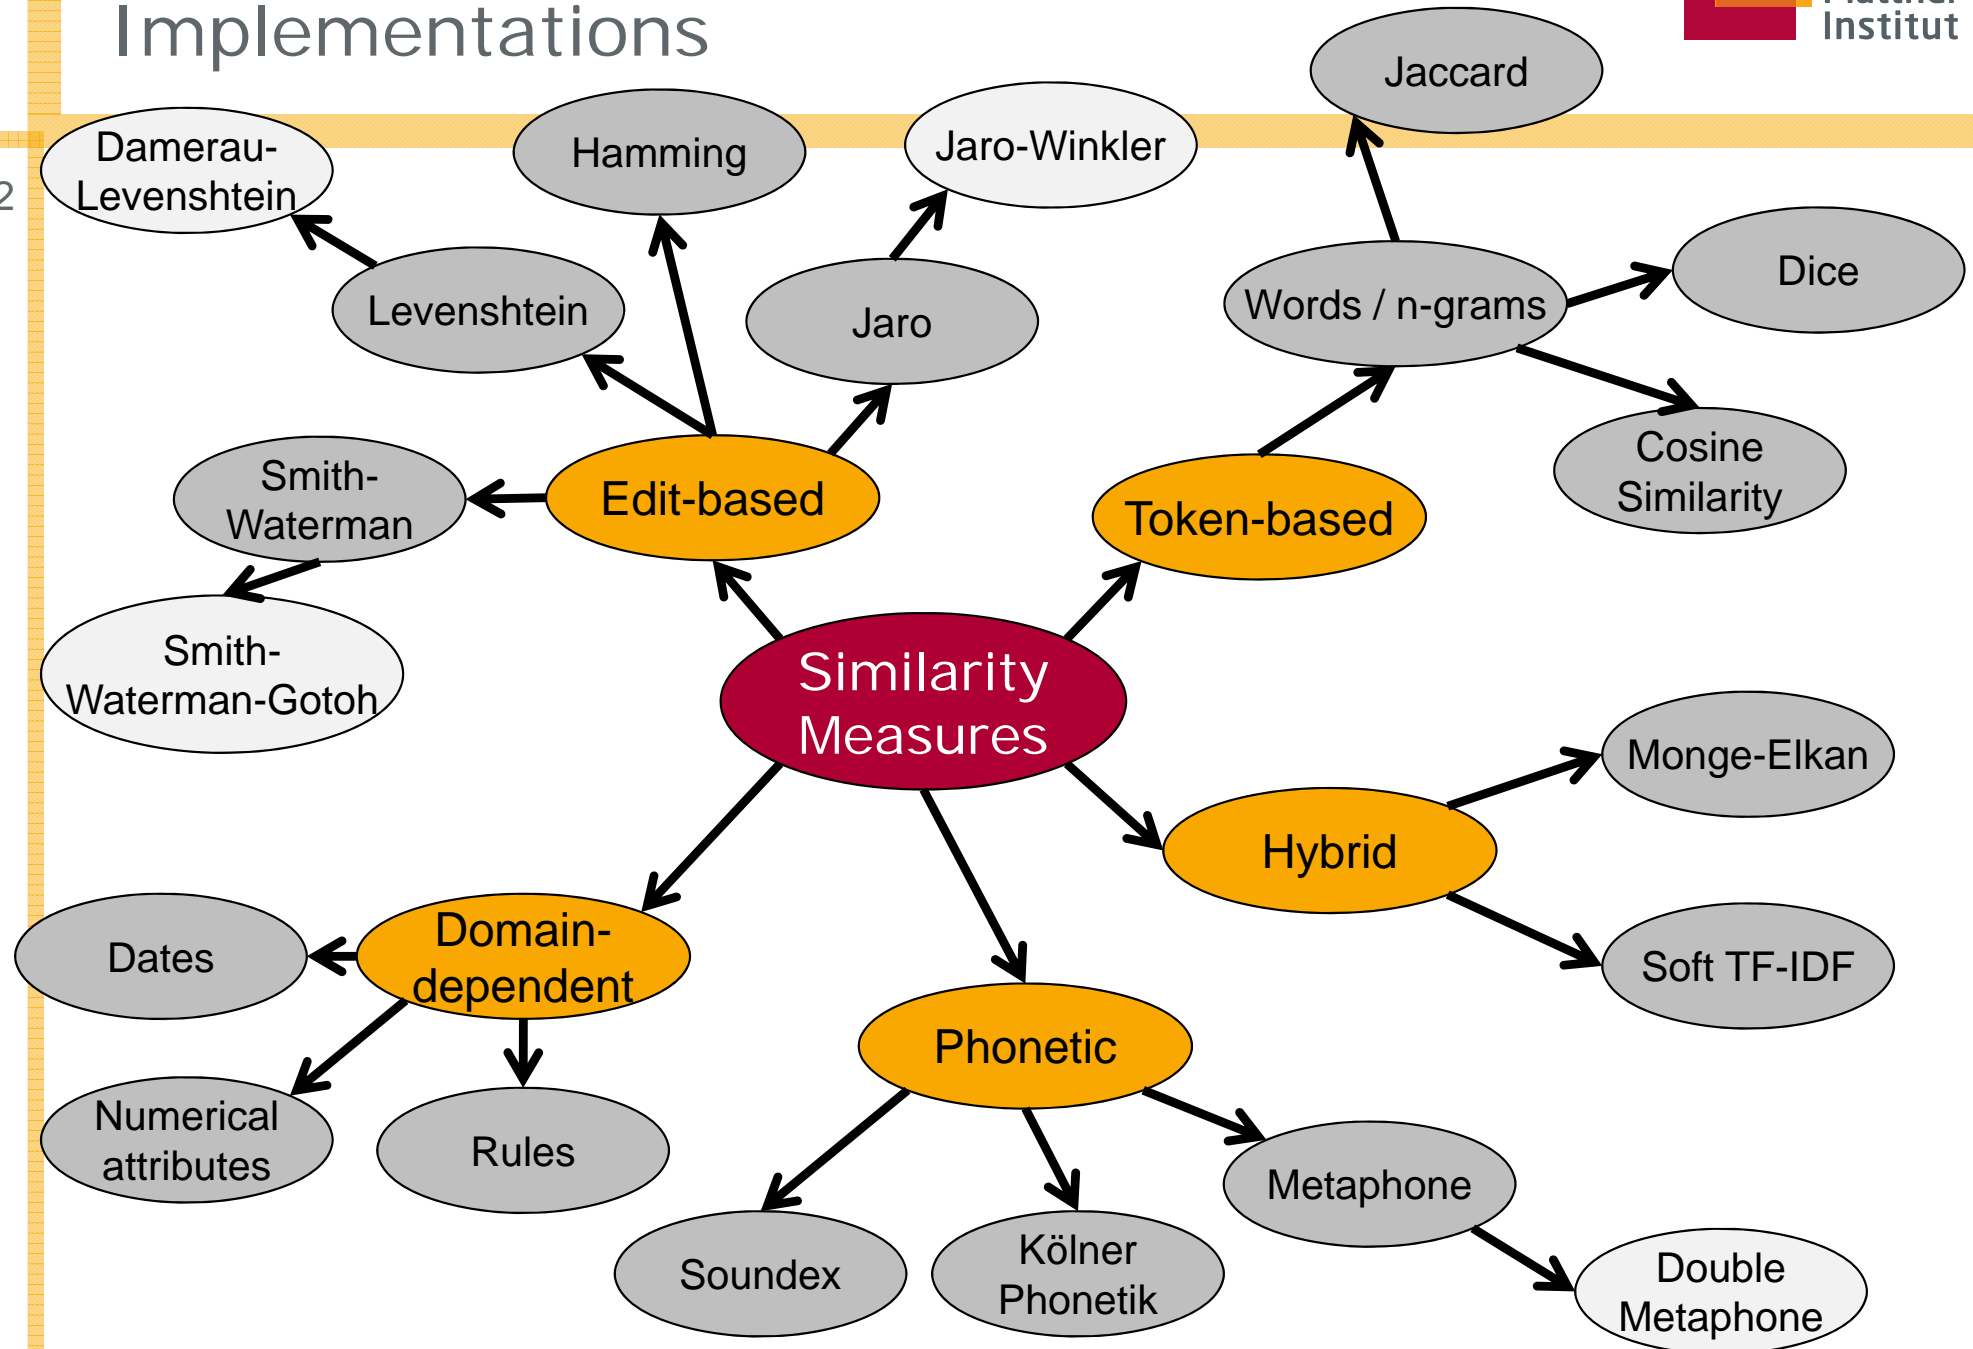 Implementations
Plattner
Institut
2
Jaccard
Damerau-
Levenshtein
Hamming
Jaro-Winkler
Levenshtein
Jaro
Words / n-grams
Dice
Smith-
Waterman
Edit-based
Token-based
Cosine
Similarity
Smith-
Waterman-Gotoh
Similarity
Measures
Monge-Elkan
Hybrid
Soft TF-IDF
Dates
Domain-
dependent
Phonetic
Numerical
attributes
Rules
Metaphone
Soundex
Kölner
Phonetik
Double
Metaphone